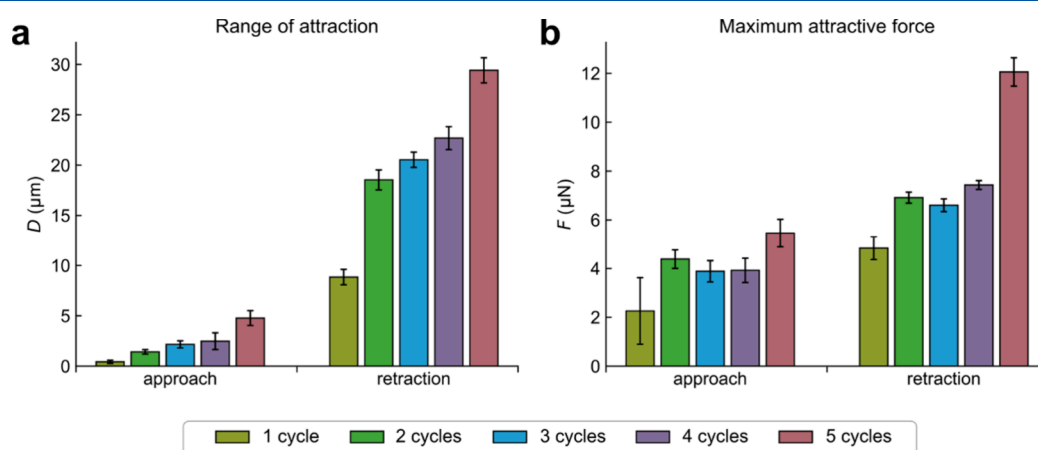 a
Range of attraction
D (μm)
30
25
20
15
10
5
0
approach
retraction
b
Maximum attractive force
F (μN)
12
10
8
6
4
2
0
approach
retraction
1 cycle
2 cycles
3 cycles
4 cycles
5 cycles